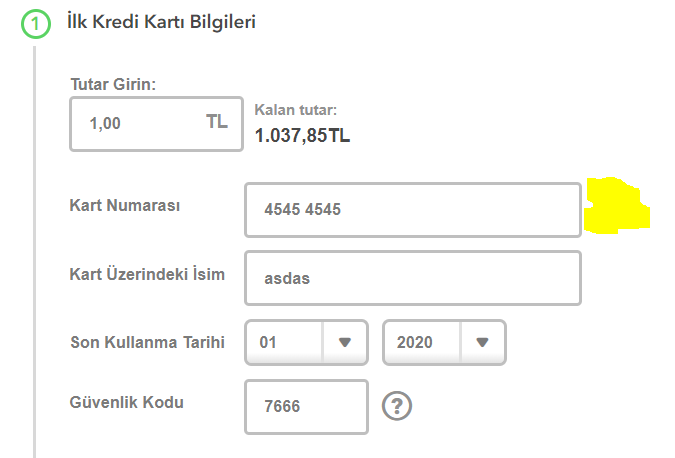 1 İlk Kredi Kartı Bilgileri
Tutar Girin:
1,00 TL
Kalan tutar:
1.037,85TL
Kart Numarası 4545 4545
Kart Üzerindeki İsim asdas
Son Kullanma Tarihi 01 2020
Güvenlik Kodu 7666 ?